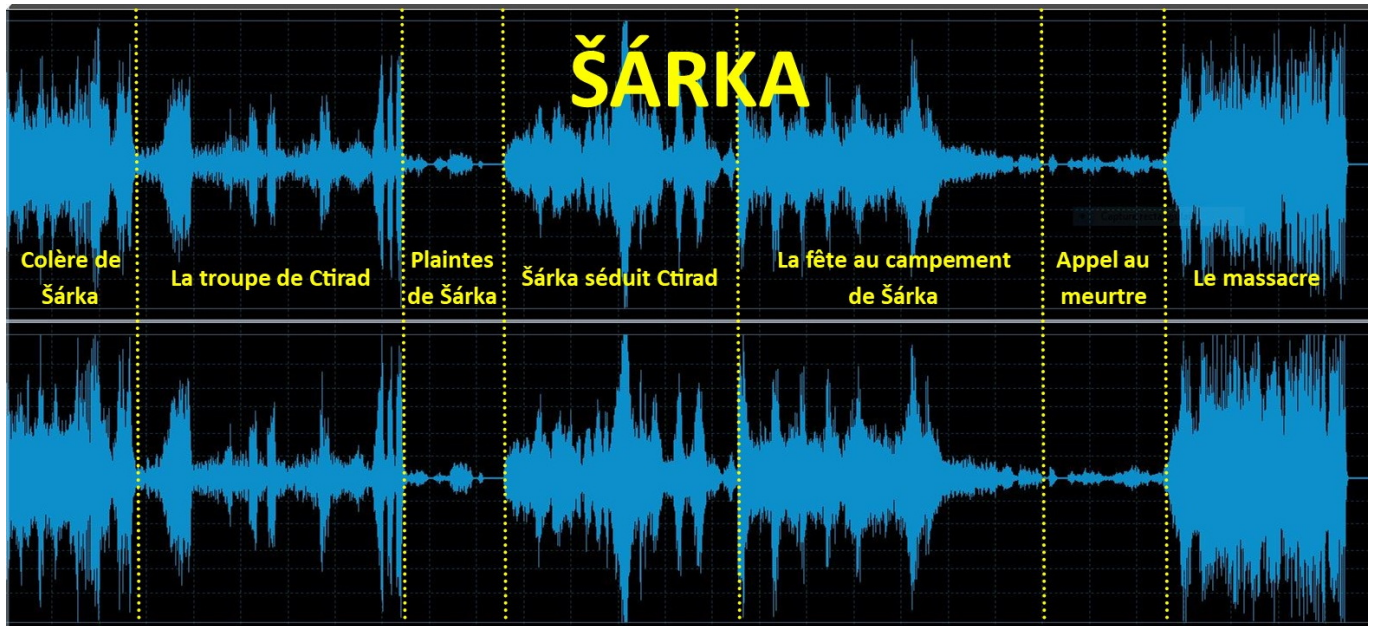 ŠÁRKA
Colère de
Šárka
La troupe de Ctirad
Plaintes
de Šárka
Šárka séduit Ctirad
La fête au campement
de Šárka
Appel au
meurtre
Le massacre